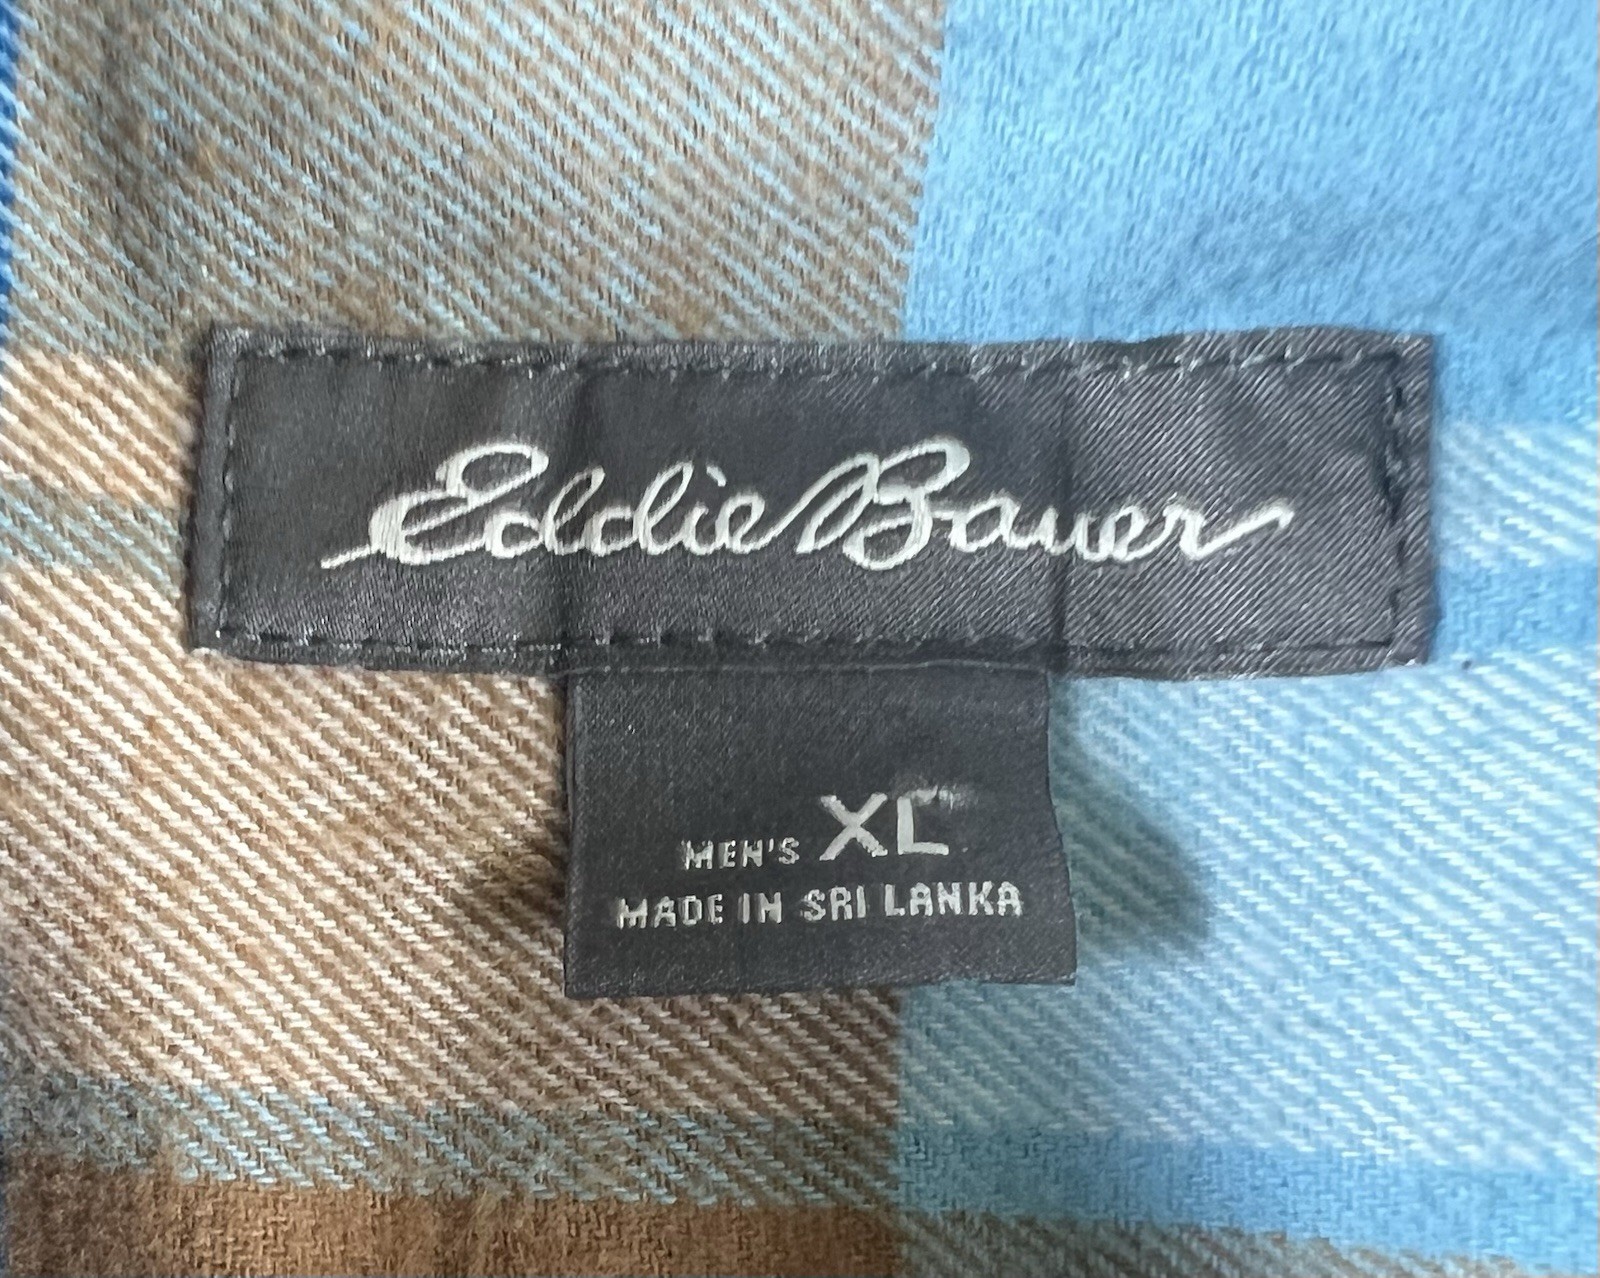 Eddie Bauer
MEN'S XL
MADE IN SRI LANKA